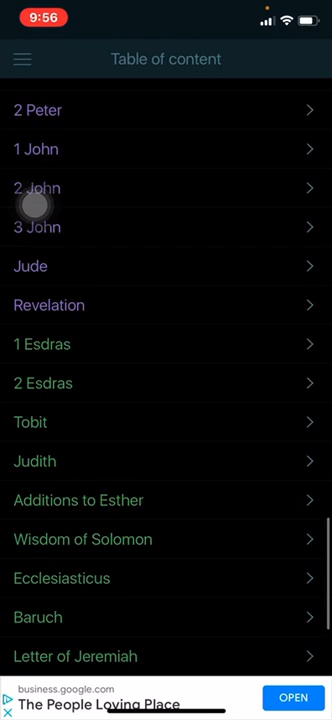 9:56
Table of content
2 Peter
1 John
2 John
3 John
Jude
Revelation
1 Esdras
2 Esdras
Tobit
Judith
Additions to Esther
Wisdom of Solomon
Ecclesiasticus
Baruch
Letter of Jeremiah
business.google.com
The People Loving Place
OPEN